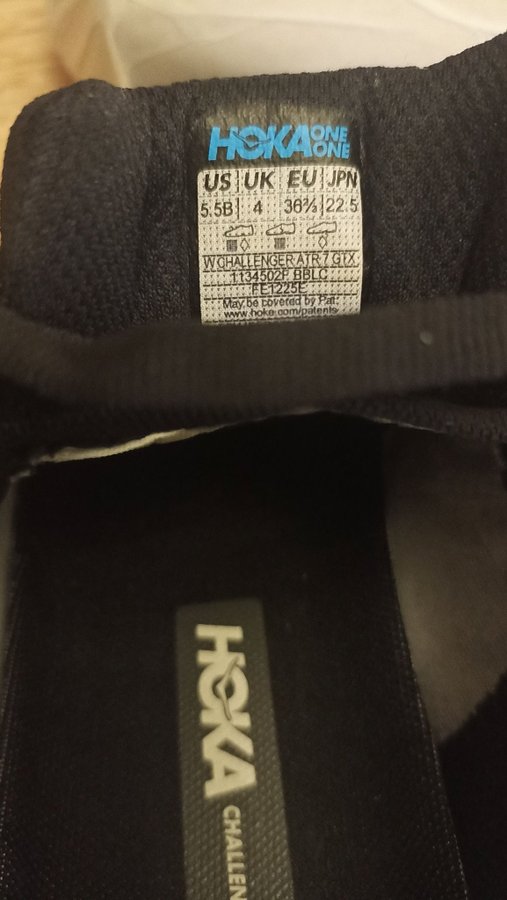 HOKA ONE ONE
US UK EU JPN
5.5B 4 36⅔ 22.5
W CHALLENGER ATR 7 GTX
1134502F BBLC
FE1225E
May be covered by Pat:
www.hoke.com/patents
HOKA CHALLEN